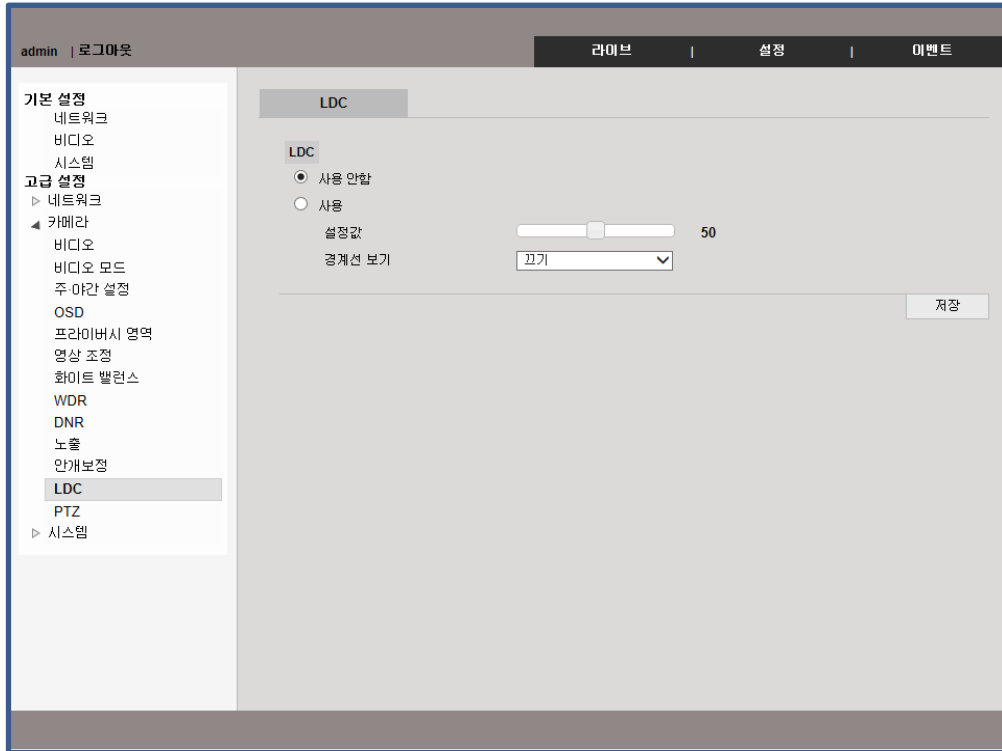 admin | 로그아웃
라이브 | 설정 | 이벤트
기본 설정
네트워크
비디오
시스템
고급 설정
네트워크
카메라
비디오
비디오 모드
주·야간 설정
OSD
프라이버시 영역
영상 조정
화이트 밸런스
WDR
DNR
노출
안개보정
LDC
PTZ
시스템
LDC
LDC
사용 안함
사용
설정값 50
경계선 보기 끄기
저장